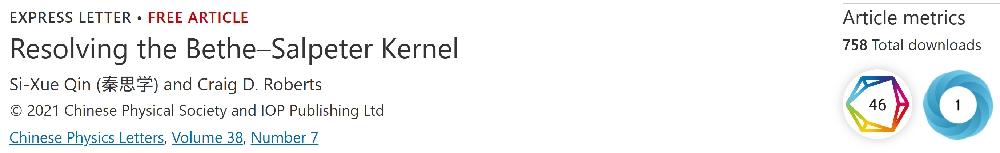 EXPRESS LETTER • FREE ARTICLE
Resolving the Bethe–Salpeter Kernel
Si-Xue Qin (秦思学) and Craig D. Roberts
© 2021 Chinese Physical Society and IOP Publishing Ltd
Chinese Physics Letters, Volume 38, Number 7
Article metrics
758 Total downloads
46
1